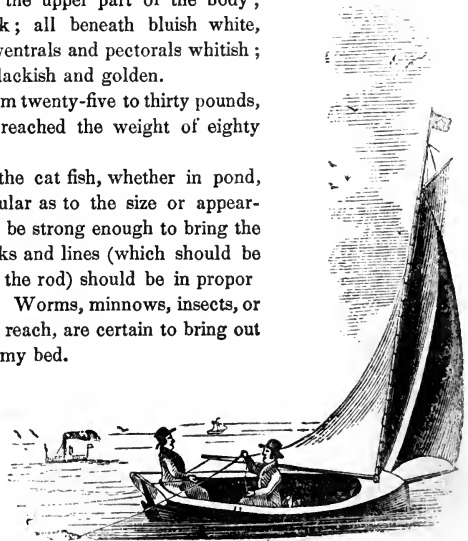 the upper part of the body ;
k ; all beneath bluish white,
ventrals and pectorals whitish ;
lackish and golden.
m twenty-five to thirty pounds,
reached the weight of eighty
the cat fish, whether in pond,
ular as to the size or appear-
be strong enough to bring the
ks and lines (which should be
the rod) should be in propor
Worms, minnows, insects, or
reach, are certain to bring out
my bed.